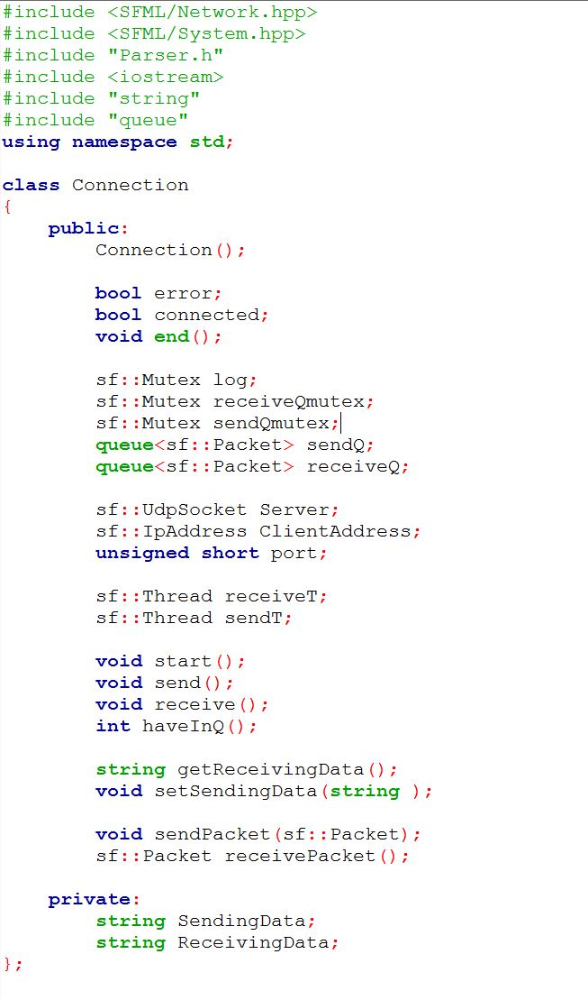 #include <SFML/Network.hpp>
#include <SFML/System.hpp>
#include "Parser.h"
#include <iostream>
#include "string"
#include "queue"
using namespace std;
class Connection
{
public:
Connection();
bool error;
bool connected;
void end();
sf::Mutex log;
sf::Mutex receiveQmutex;
sf::Mutex sendQmutex;
queue<sf::Packet> sendQ;
queue<sf::Packet> receiveQ;
sf::UdpSocket Server;
sf::IpAddress ClientAddress;
unsigned short port;
sf::Thread receiveT;
sf::Thread sendT;
void start();
void send();
void receive();
int haveInQ();
string getReceivingData();
void setSendingData(string );
void sendPacket(sf::Packet);
sf::Packet receivePacket();
private:
string SendingData;
string ReceivingData;
};